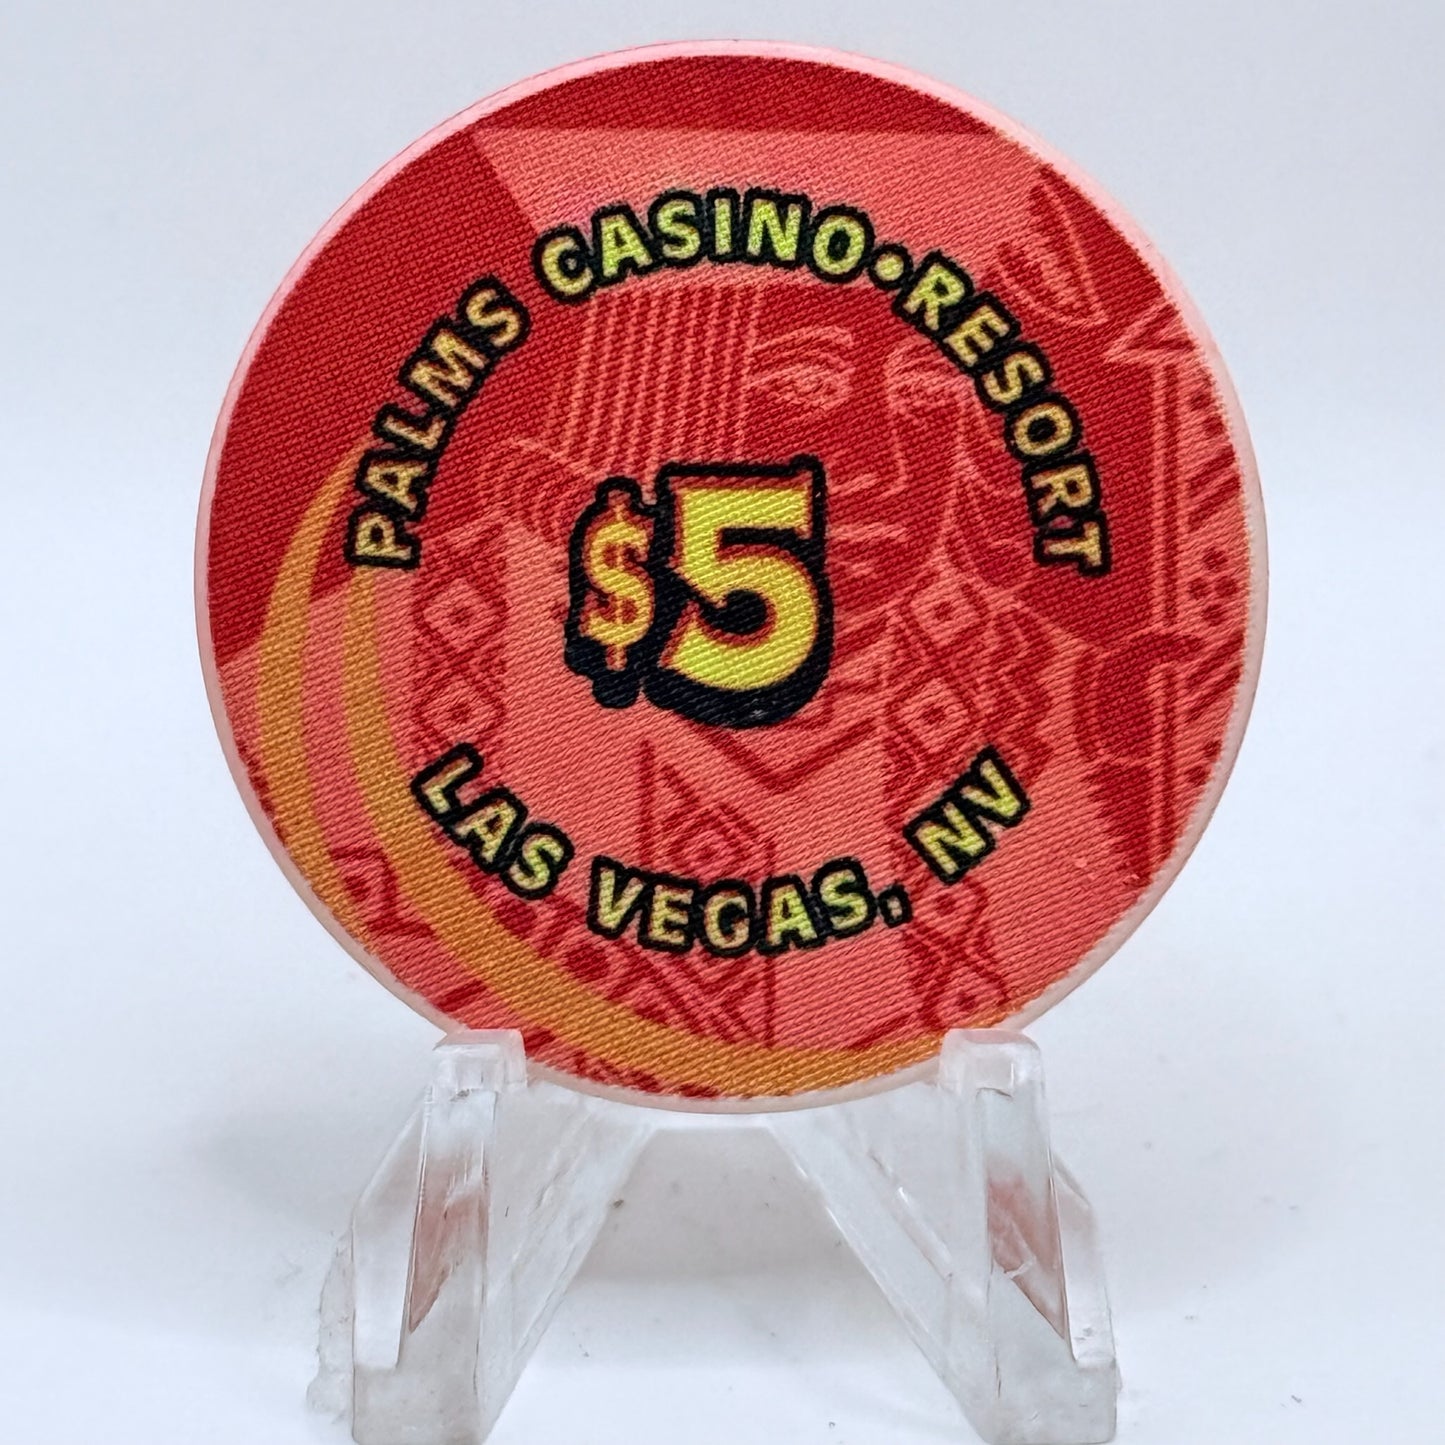 PALMS CASINO•RESORT
$5
LAS VEGAS, NV